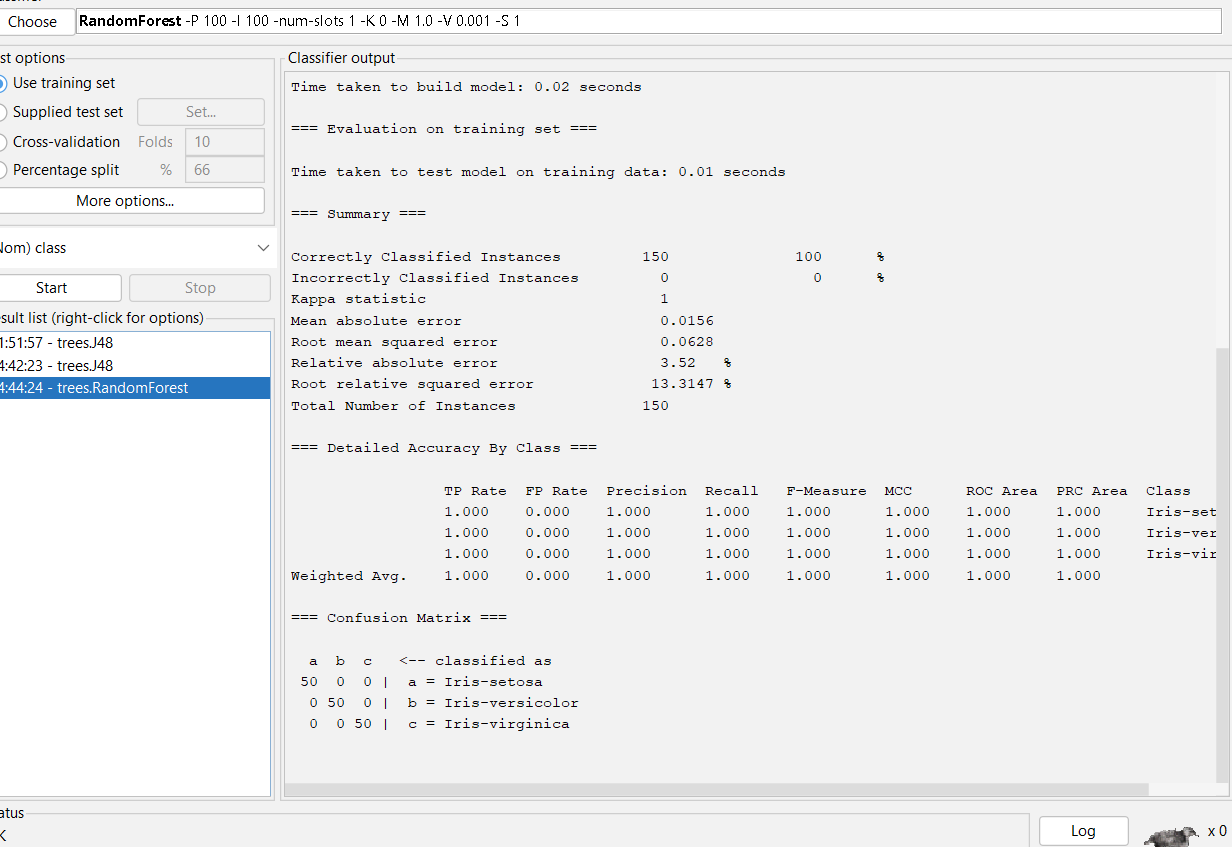 Choose RandomForest -P 100 -I 100 -num-slots 1 -K 0 -M 1.0 -V 0.001 -S 1
st options
Use training set
Supplied test set Set...
Cross-validation Folds 10
Percentage split % 66
More options...
Nom) class
Start Stop
esult list (right-click for options)
1:51:57 - trees.J48
4:42:23 - trees.J48
4:44:24 - trees.RandomForest
Classifier output
Time taken to build model: 0.02 seconds
=== Evaluation on training set ===
Time taken to test model on training data: 0.01 seconds
=== Summary ===
Correctly Classified Instances 150 100 %
Incorrectly Classified Instances 0 0 %
Kappa statistic 1
Mean absolute error 0.0156
Root mean squared error 0.0628
Relative absolute error 3.52 %
Root relative squared error 13.3147 %
Total Number of Instances 150
=== Detailed Accuracy By Class ===
TP Rate FP Rate Precision Recall F-Measure MCC ROC Area PRC Area Class
1.000 0.000 1.000 1.000 1.000 1.000 1.000 1.000 Iris-set
1.000 0.000 1.000 1.000 1.000 1.000 1.000 1.000 Iris-ver
1.000 0.000 1.000 1.000 1.000 1.000 1.000 1.000 Iris-vir
Weighted Avg. 1.000 0.000 1.000 1.000 1.000 1.000 1.000 1.000
=== Confusion Matrix ===
a b c <-- classified as
50 0 0 | a = Iris-setosa
0 50 0 | b = Iris-versicolor
0 0 50 | c = Iris-virginica
atus
K
Log x 0